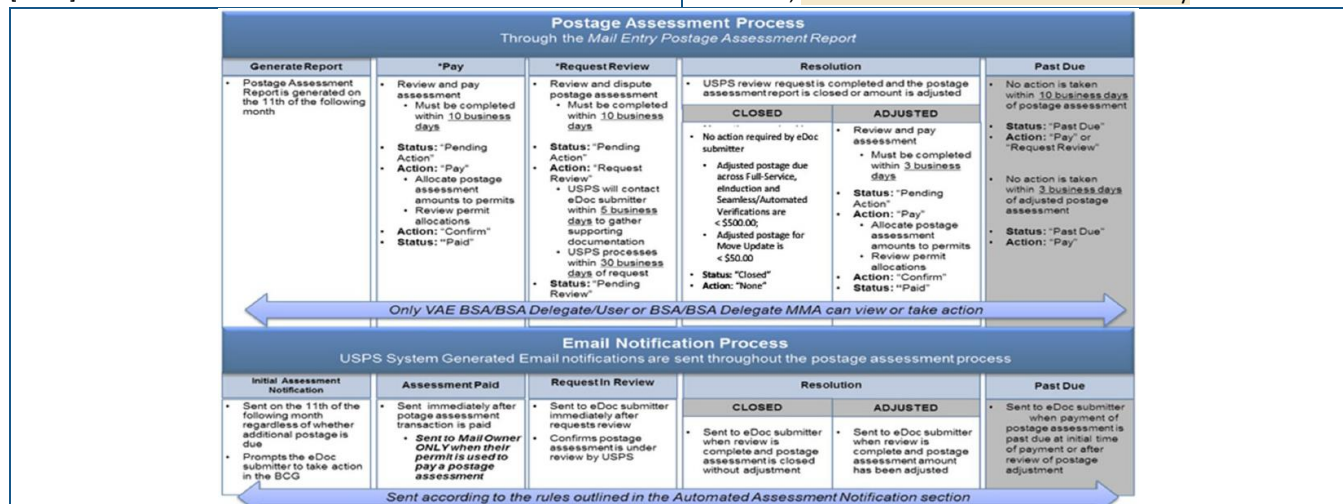 Postage Assessment Process
Through the Mail Entry Postage Assessment Report
Generate Report
• Postage Assessment
Report is generated on
the 11th of the following
month
*Pay
• Review and pay
assessment
• Must be completed
within 10 business
days
• Status: "Pending
Action"
• Action: "Pay"
• Allocate postage
assessment
amounts to permits
• Review permit
allocations
• Action: "Confirm"
• Status: "Paid"
*Request Review
• Review and dispute
postage assessment
• Must be completed
within 10 business
days
• Status: "Pending
Action"
• Action: "Request
Review"
• USPS will contact
eDoc submitter
within 5 business
days to gather
supporting
documentation
• USPS processes
within 30 business
days of request
• Status: "Pending
Review"
Resolution
• USPS review request is completed and the postage
assessment report is closed or amount is adjusted
CLOSED
• No action required by eDoc
submitter
• Adjusted postage due
across Full-Service,
eInduction and
Seamless/Automated
Verifications are
< $500.00;
• Adjusted postage for
Move Update is
< $50.00
• Status: "Closed"
• Action: "None"
ADJUSTED
• Review and pay
assessment
• Must be completed
within 3 business
days
• Status: "Pending
Action"
• Action: "Pay"
• Allocate postage
assessment
amounts to permits
• Review permit
allocations
• Action: "Confirm"
• Status: "Paid"
Past Due
• No action is taken
within 10 business days
of postage assessment
• Status: "Past Due"
• Action: "Pay" or
"Request Review"
• No action is taken
within 3 business days
of adjusted postage
assessment
• Status: "Past Due"
• Action: "Pay"
Only VAE BSA/BSA Delegate/User or BSA/BSA Delegate MMA can view or take action
Email Notification Process
USPS System Generated Email notifications are sent throughout the postage assessment process
Initial Assessment
Notification
• Sent on the 11th of the
following month
regardless of whether
additional postage is
due
• Prompts the eDoc
submitter to take action
in the BCG
Assessment Paid
• Sent immediately after
potage assessment
transaction is paid
• Sent to Mail Owner
ONLY when their
permit is used to
pay a postage
assessment
Request In Review
• Sent to eDoc submitter
immediately after
requests review
• Confirms postage
assessment is under
review by USPS
Resolution
CLOSED
• Sent to eDoc submitter
when review is
complete and postage
assessment is closed
without adjustment
ADJUSTED
• Sent to eDoc submitter
when review is
complete and postage
assessment amount
has been adjusted
Past Due
• Sent to eDoc submitter
when payment of
postage assessment is
past due at initial time
of payment or after
review of postage
adjustment
Sent according to the rules outlined in the Automated Assessment Notification section